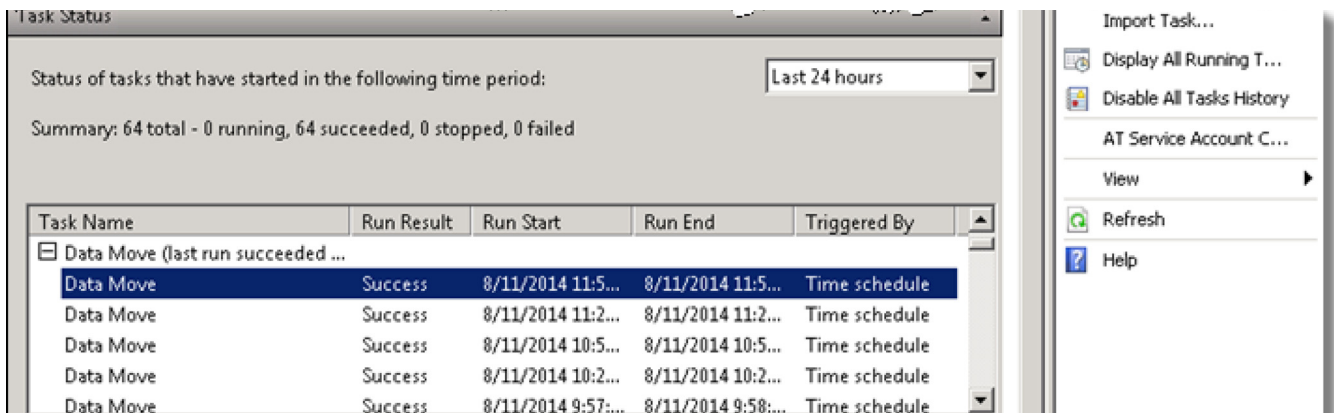 Task Status
Status of tasks that have started in the following time period:
Last 24 hours
Summary: 64 total - 0 running, 64 succeeded, 0 stopped, 0 failed
Task Name Run Result Run Start Run End Triggered By
Data Move (last run succeeded ...
Data Move Success 8/11/2014 11:5... 8/11/2014 11:5... Time schedule
Data Move Success 8/11/2014 11:2... 8/11/2014 11:2... Time schedule
Data Move Success 8/11/2014 10:5... 8/11/2014 10:5... Time schedule
Data Move Success 8/11/2014 10:2... 8/11/2014 10:2... Time schedule
Data Move Success 8/11/2014 9:57:... 8/11/2014 9:58:... Time schedule
Import Task...
Display All Running T...
Disable All Tasks History
AT Service Account C...
View
Refresh
Help